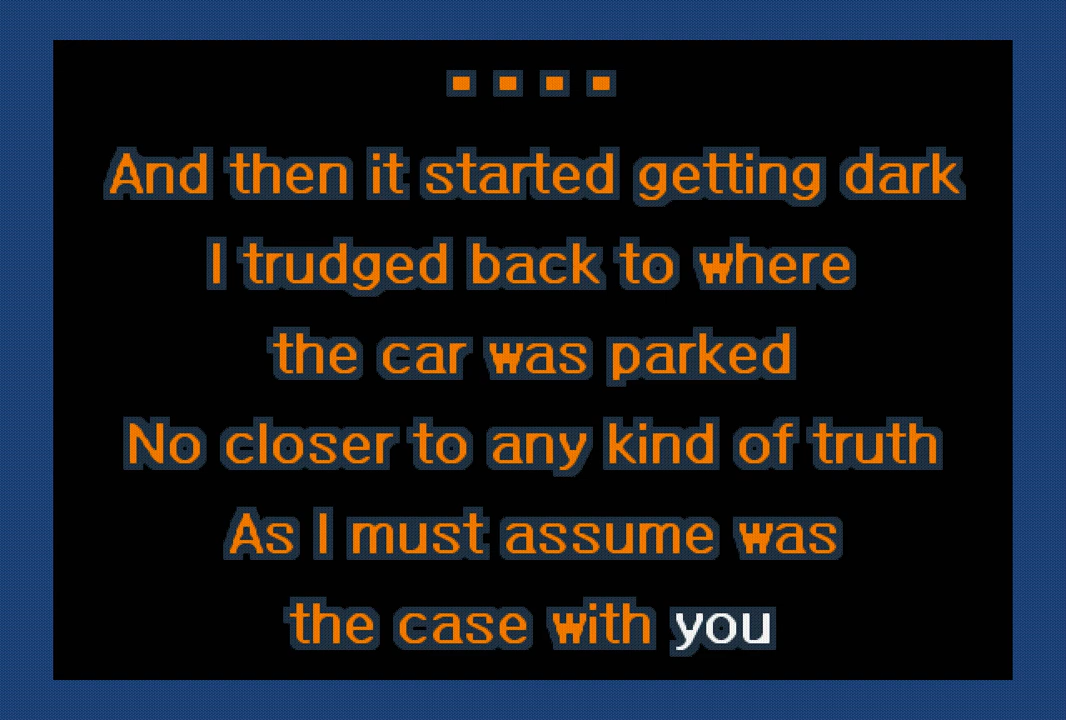 And then it started getting dark
I trudged back to where
the car was parked
No closer to any kind of truth
As I must assume was
the case with you